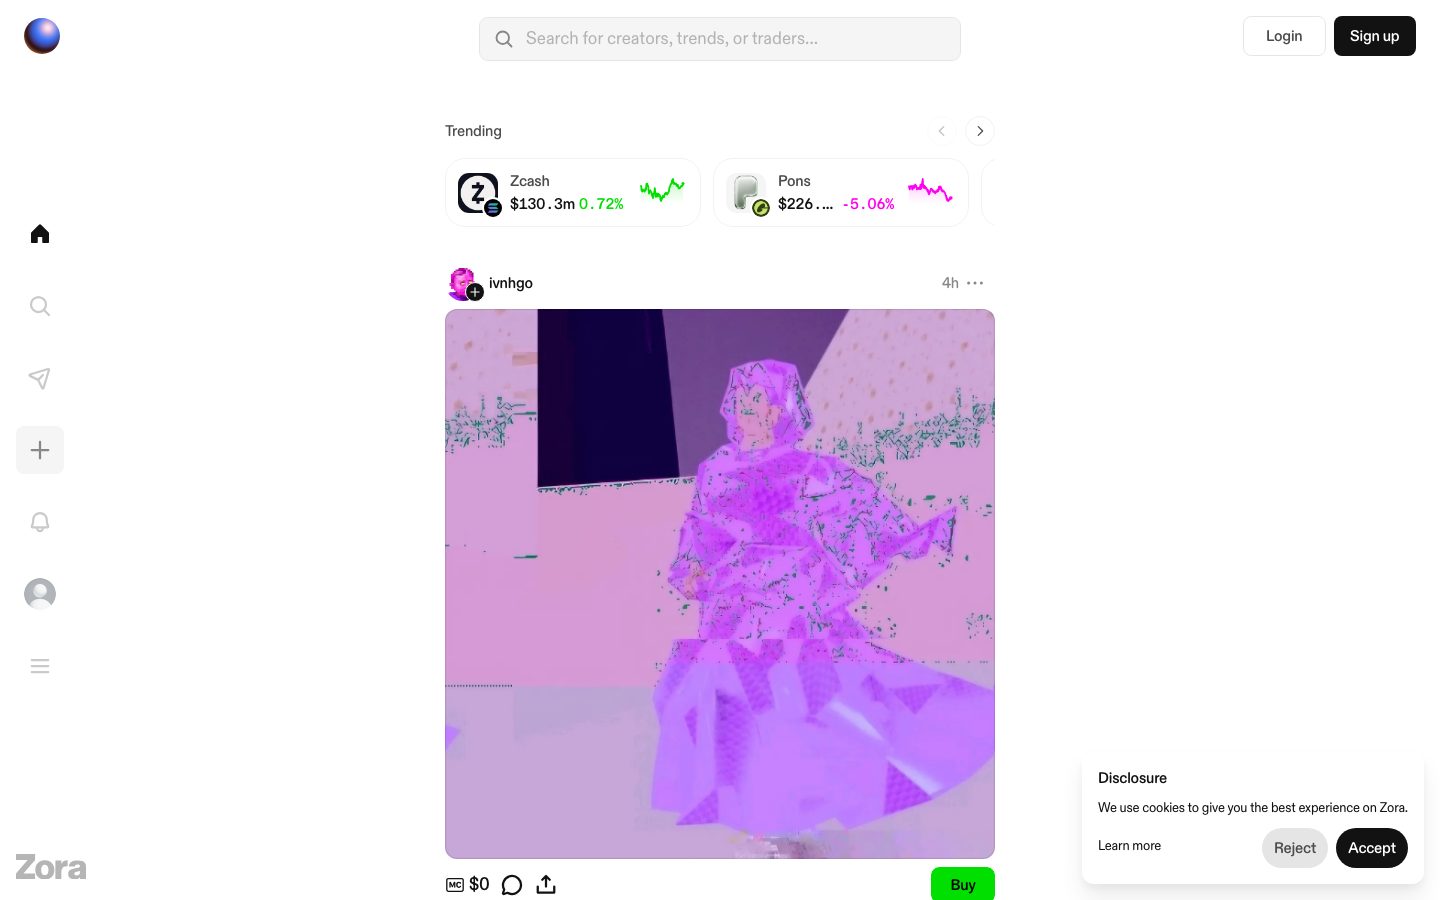 Search for creators, trends, or traders...
Login
Sign up
Trending
Zcash
$130.3m 0.72%
Pons
$226.... -5.06%
ivnhgo
4h
MC $0
Buy
Zora
Disclosure
We use cookies to give you the best experience on Zora.
Learn more
Reject
Accept